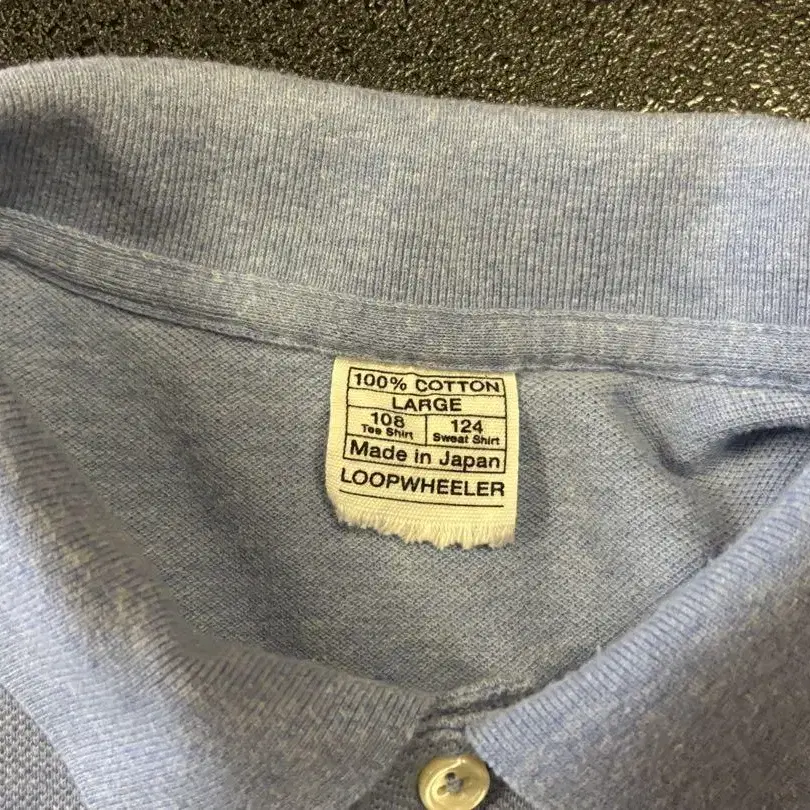 100% COTTON
LARGE
108 124
Tee Shirt Sweat Shirt
Made in Japan
LOOPWHEELER